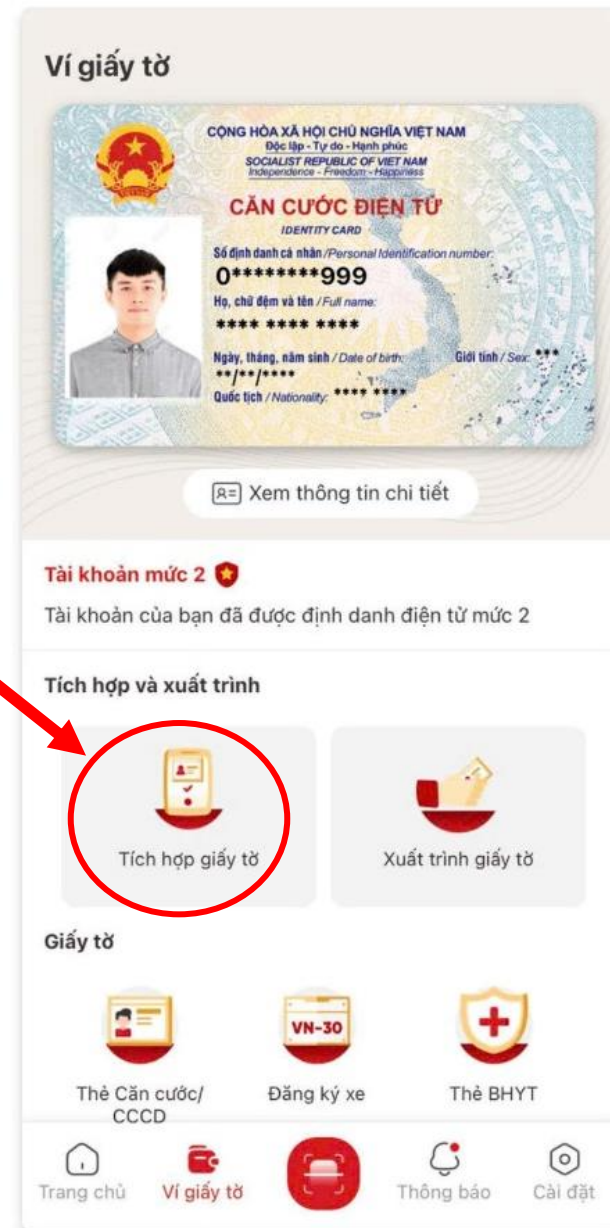 Ví giấy tờ
CỘNG HÒA XÃ HỘI CHỦ NGHĨA VIỆT NAM
Độc lập - Tự do - Hạnh phúc
SOCIALIST REPUBLIC OF VIET NAM
Independence - Freedom - Happiness
CĂN CƯỚC ĐIỆN TỬ
IDENTITY CARD
Số định danh cá nhân /Personal Identification number:
0********999
Họ, chữ đệm và tên /Full name:
**** **** ****
Ngày, tháng, năm sinh / Date of birth: Giới tính / Sex: ***
**/**/****
Quốc tịch / Nationality: **** ****
Xem thông tin chi tiết
Tài khoản mức 2
Tài khoản của bạn đã được định danh điện tử mức 2
Tích hợp và xuất trình
Tích hợp giấy tờ Xuất trình giấy tờ
Giấy tờ
VN-30
Thẻ Căn cước/ Đăng ký xe Thẻ BHYT
CCCD
Trang chủ Ví giấy tờ Thông báo Cài đặt